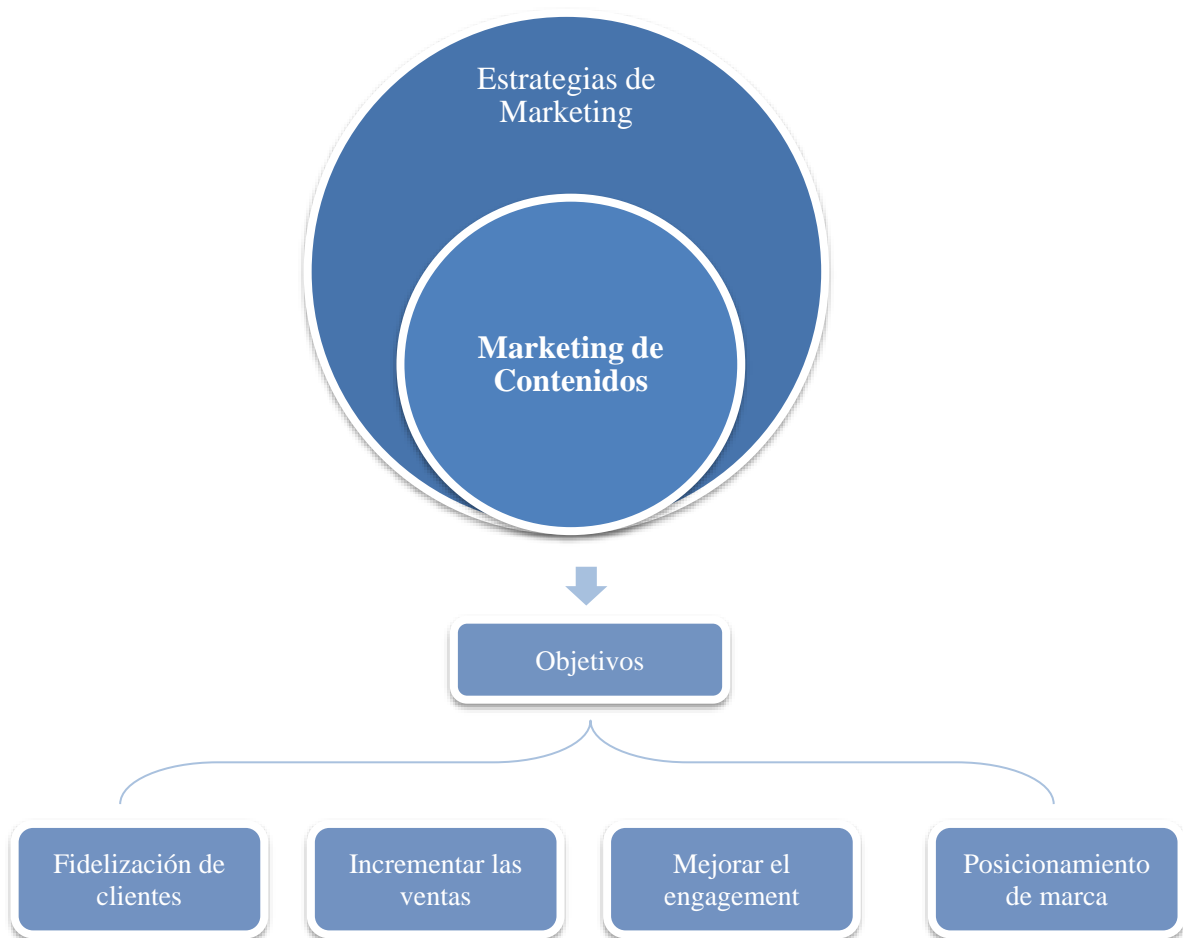 Estrategias de
Marketing
Marketing de
Contenidos
Objetivos
Fidelización de
clientes
Incrementar las
ventas
Mejorar el
engagement
Posicionamiento
de marca